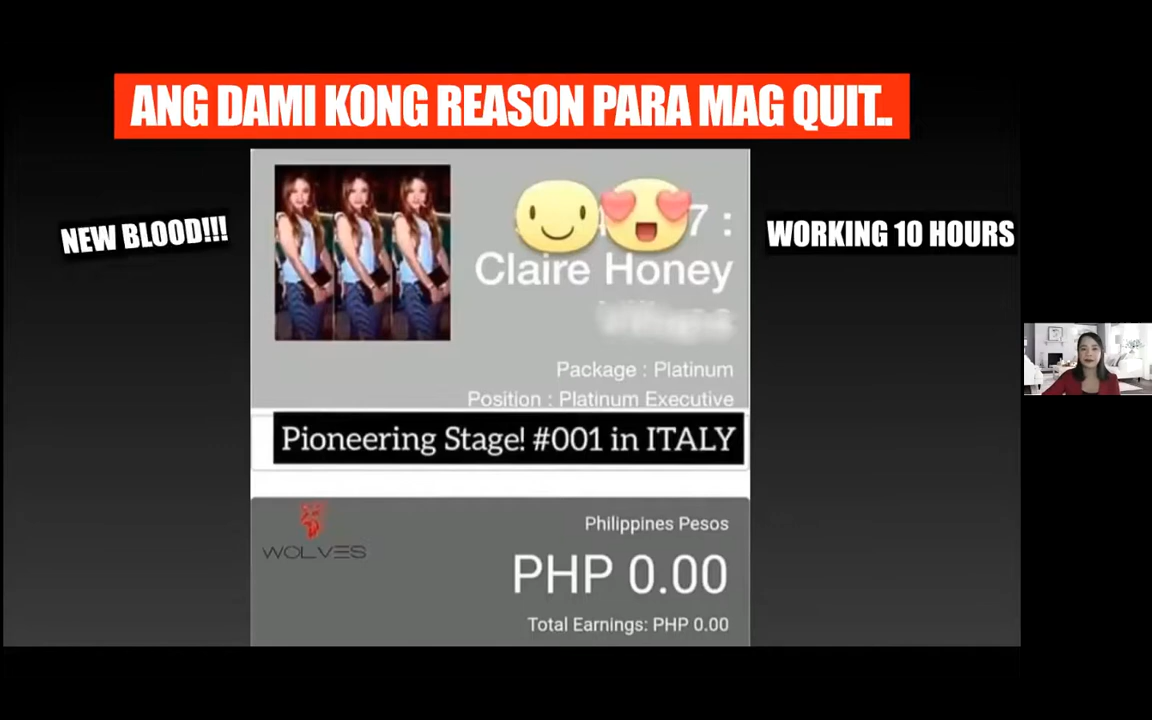 ANG DAMI KONG REASON PARA MAG QUIT..
NEW BLOOD!!!
WORKING 10 HOURS
7 :
Claire Honey
Package : Platinum
Position : Platinum Executive
Pioneering Stage! #001 in ITALY
WOLVES
Philippines Pesos
PHP 0.00
Total Earnings: PHP 0.00